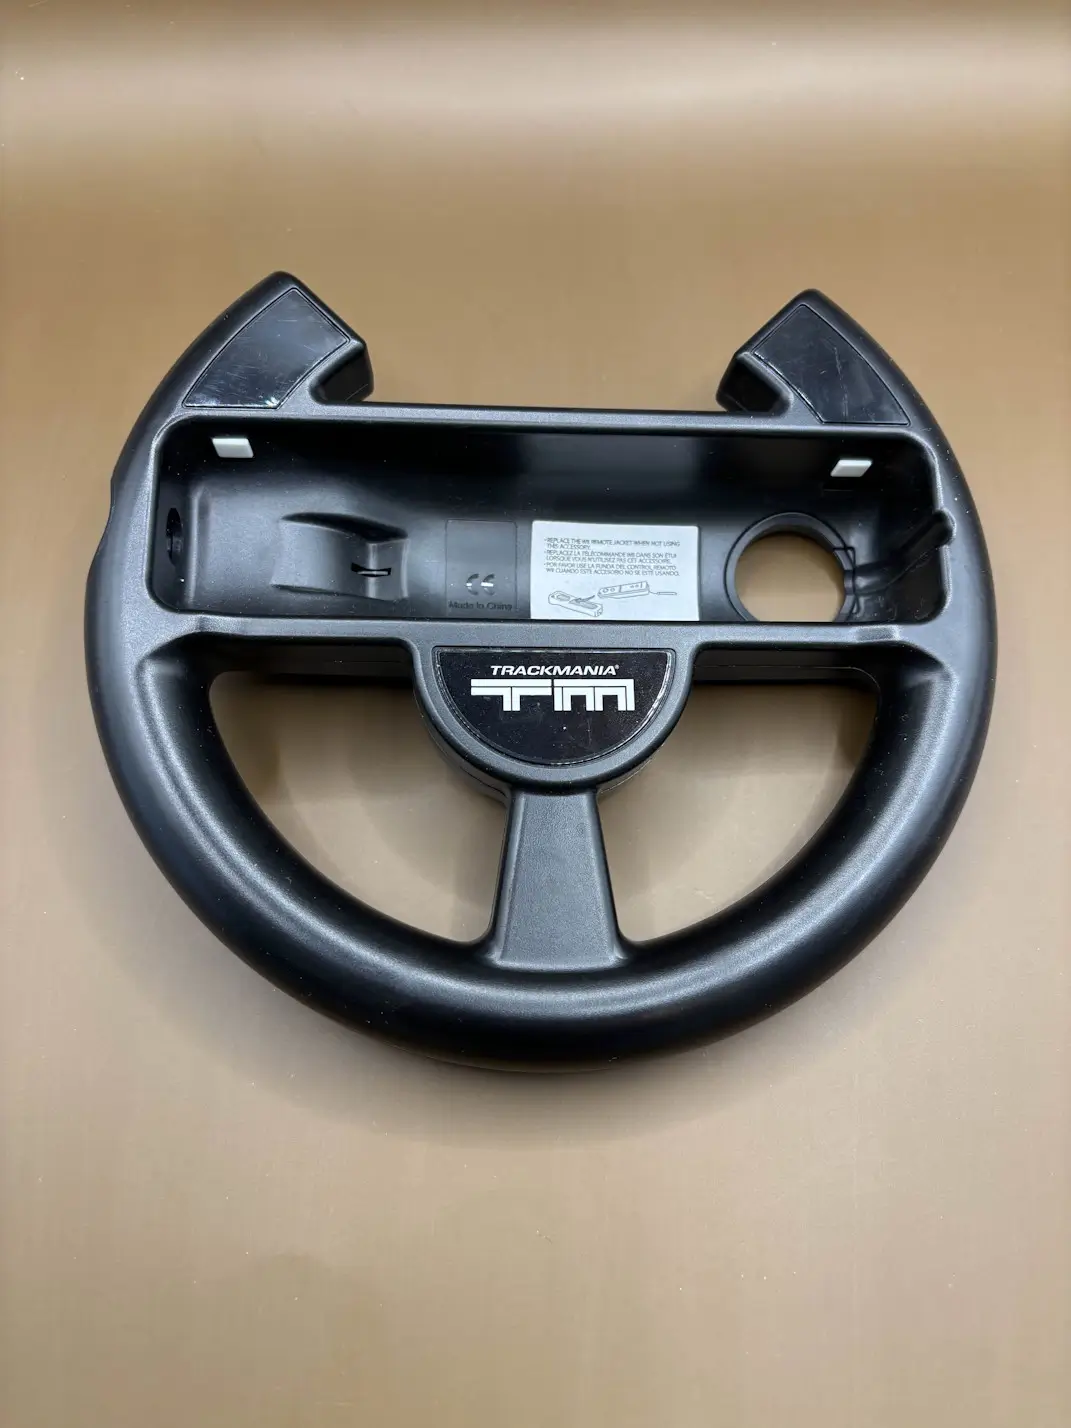 -REPLACE THE Wii REMOTE JACKET WHEN NOT USING
THIS ACCESSORY.
-REPLACEZ LA TÉLÉCOMMANDE Wii DANS SON ÉTUI
LORSQUE VOUS N'UTILISEZ PAS CET ACCESSOIRE.
-POR FAVOR USE LA FUNDA DEL CONTROL REMOTO
Wii CUANDO ESTE ACCESORIO NO SE ESTÉ USANDO.
CE
Made In China
TRACKMANIA®
TM